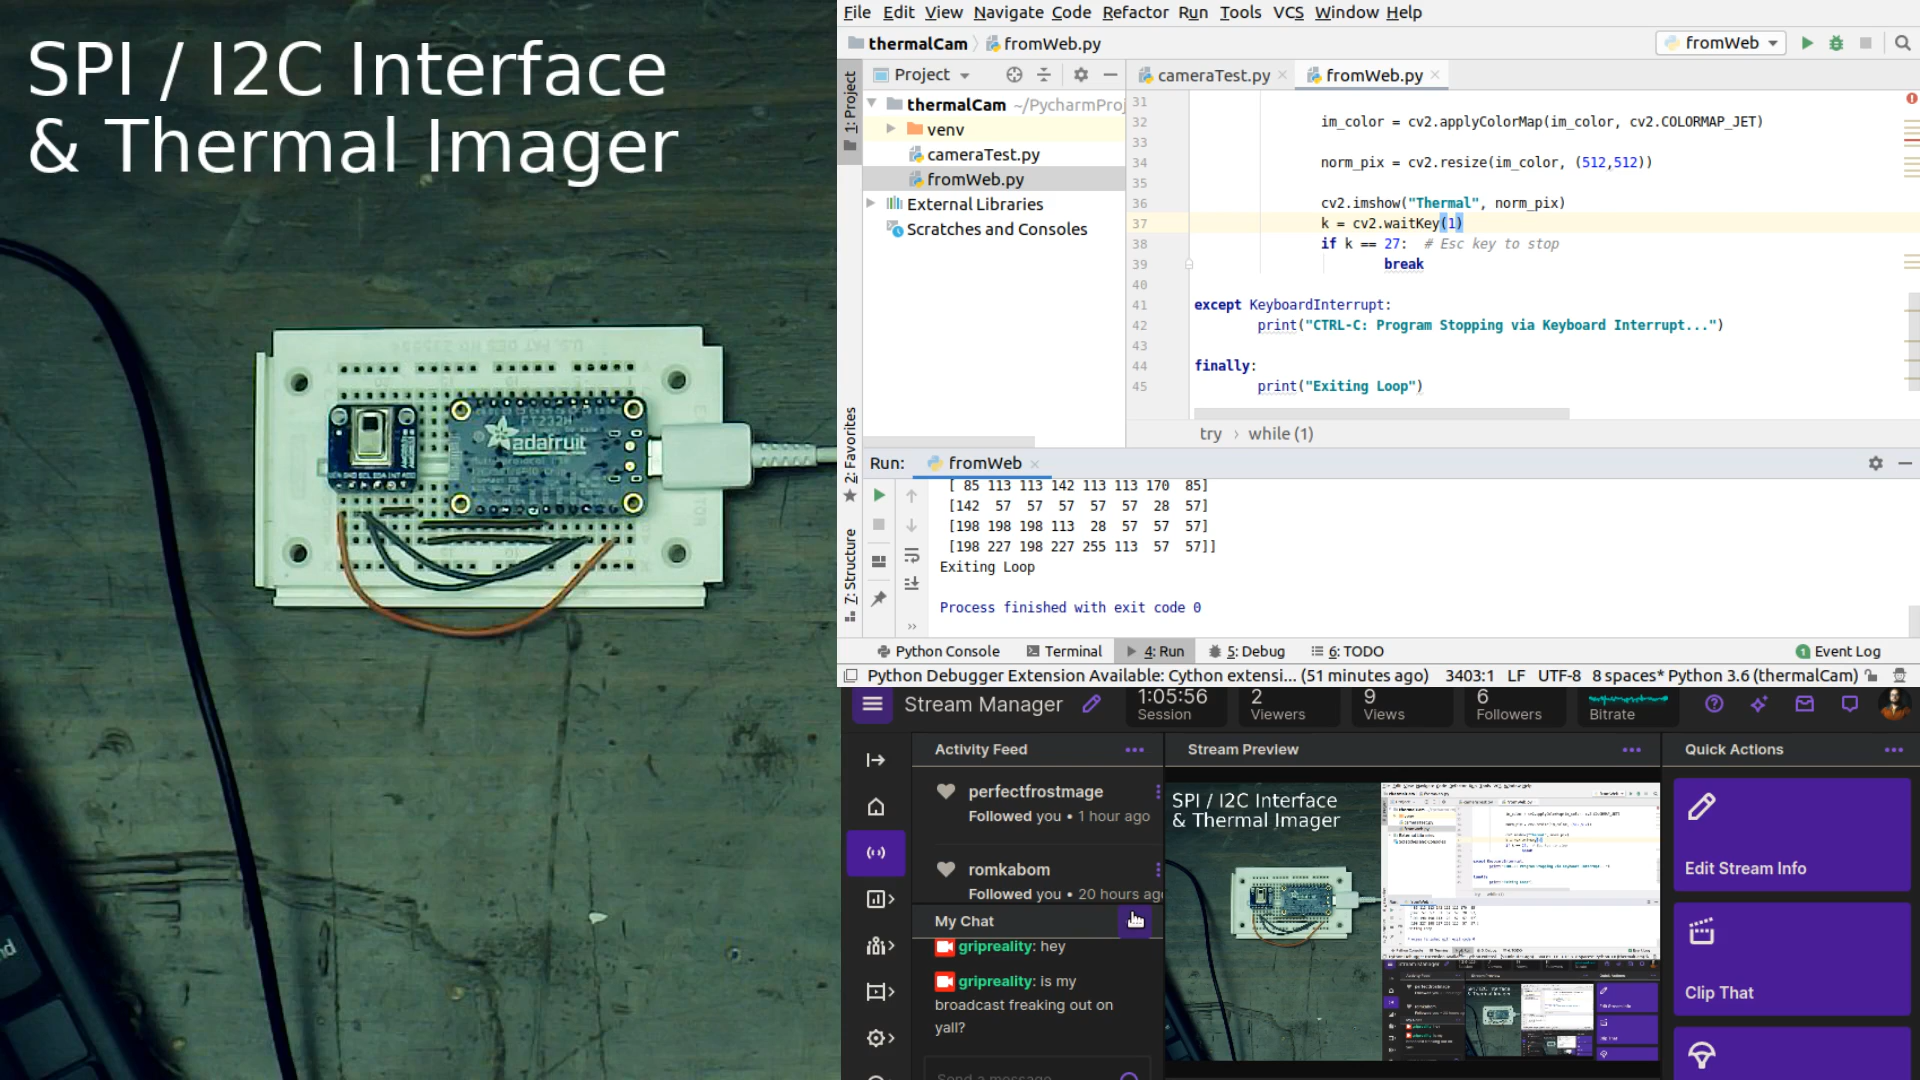 SPI / I2C Interface
& Thermal Imager
FT232H
adafruit
File Edit View Navigate Code Refactor Run Tools VCS Window Help
thermalCam fromWeb.py
fromWeb
1: Project
Project
cameraTest.py
fromWeb.py
thermalCam ~/PycharmProj
venv
cameraTest.py
fromWeb.py
External Libraries
Scratches and Consoles
31
32 im_color = cv2.applyColorMap(im_color, cv2.COLORMAP_JET)
33
34 norm_pix = cv2.resize(im_color, (512,512))
35
36 cv2.imshow("Thermal", norm_pix)
37 k = cv2.waitKey(1)
38 if k == 27: # Esc key to stop
39 break
40
41 except KeyboardInterrupt:
42 print("CTRL-C: Program Stopping via Keyboard Interrupt...")
43
44 finally:
45 print("Exiting Loop")
try › while (1)
2: Favorites
7: Structure
Run: fromWeb
[ 85 113 113 142 113 113 170 85]
[142 57 57 57 57 57 28 57]
[198 198 198 113 28 57 57 57]
[198 227 198 227 255 113 57 57]]
Exiting Loop
Process finished with exit code 0
Python Console Terminal 4: Run 5: Debug 6: TODO 1 Event Log
Python Debugger Extension Available: Cython extensi... (51 minutes ago) 3403:1 LF UTF-8 8 spaces* Python 3.6 (thermalCam)
Stream Manager
1:05:56
Session
2
Viewers
9
Views
6
Followers
Bitrate
Activity Feed
perfectfrostmage
Followed you • 1 hour ago
romkabom
Followed you • 20 hours ago
My Chat
gripreality: hey
gripreality: is my
broadcast freaking out on
yall?
Send a message
Stream Preview
SPI / I2C Interface
& Thermal Imager
Quick Actions
Edit Stream Info
Clip That